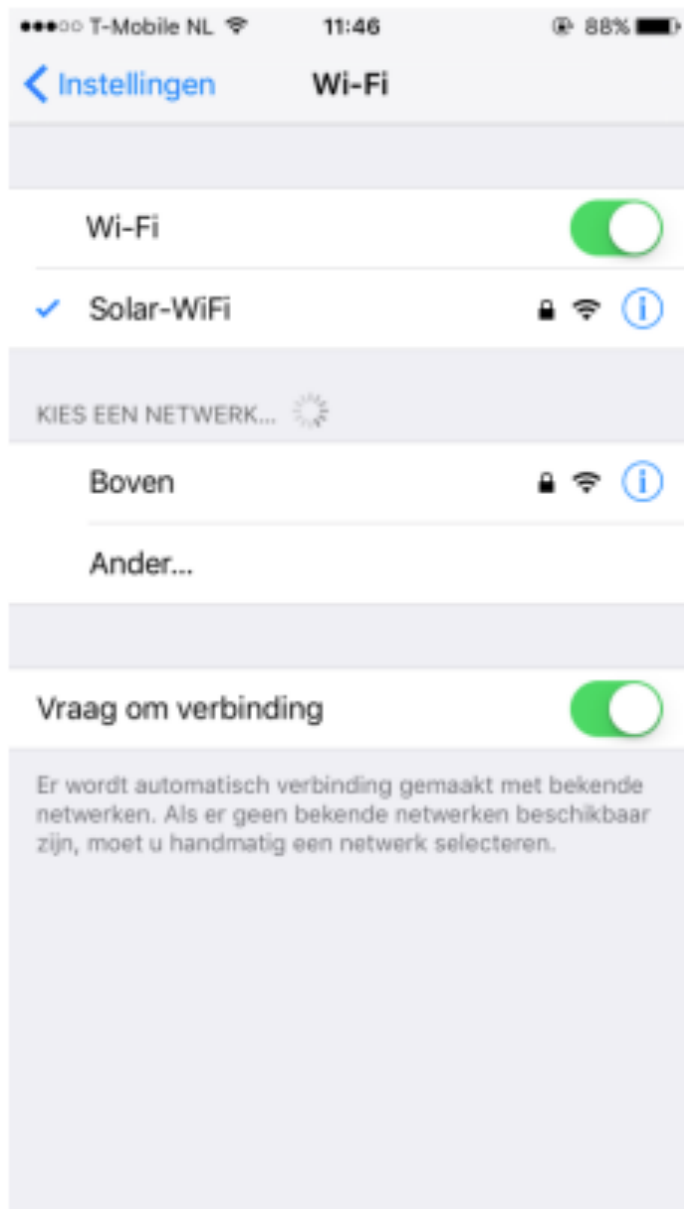 T-Mobile NL 11:46 88%
Instellingen Wi-Fi
Wi-Fi
Solar-WiFi
KIES EEN NETWERK...
Boven
Ander...
Vraag om verbinding
Er wordt automatisch verbinding gemaakt met bekende
netwerken. Als er geen bekende netwerken beschikbaar
zijn, moet u handmatig een netwerk selecteren.